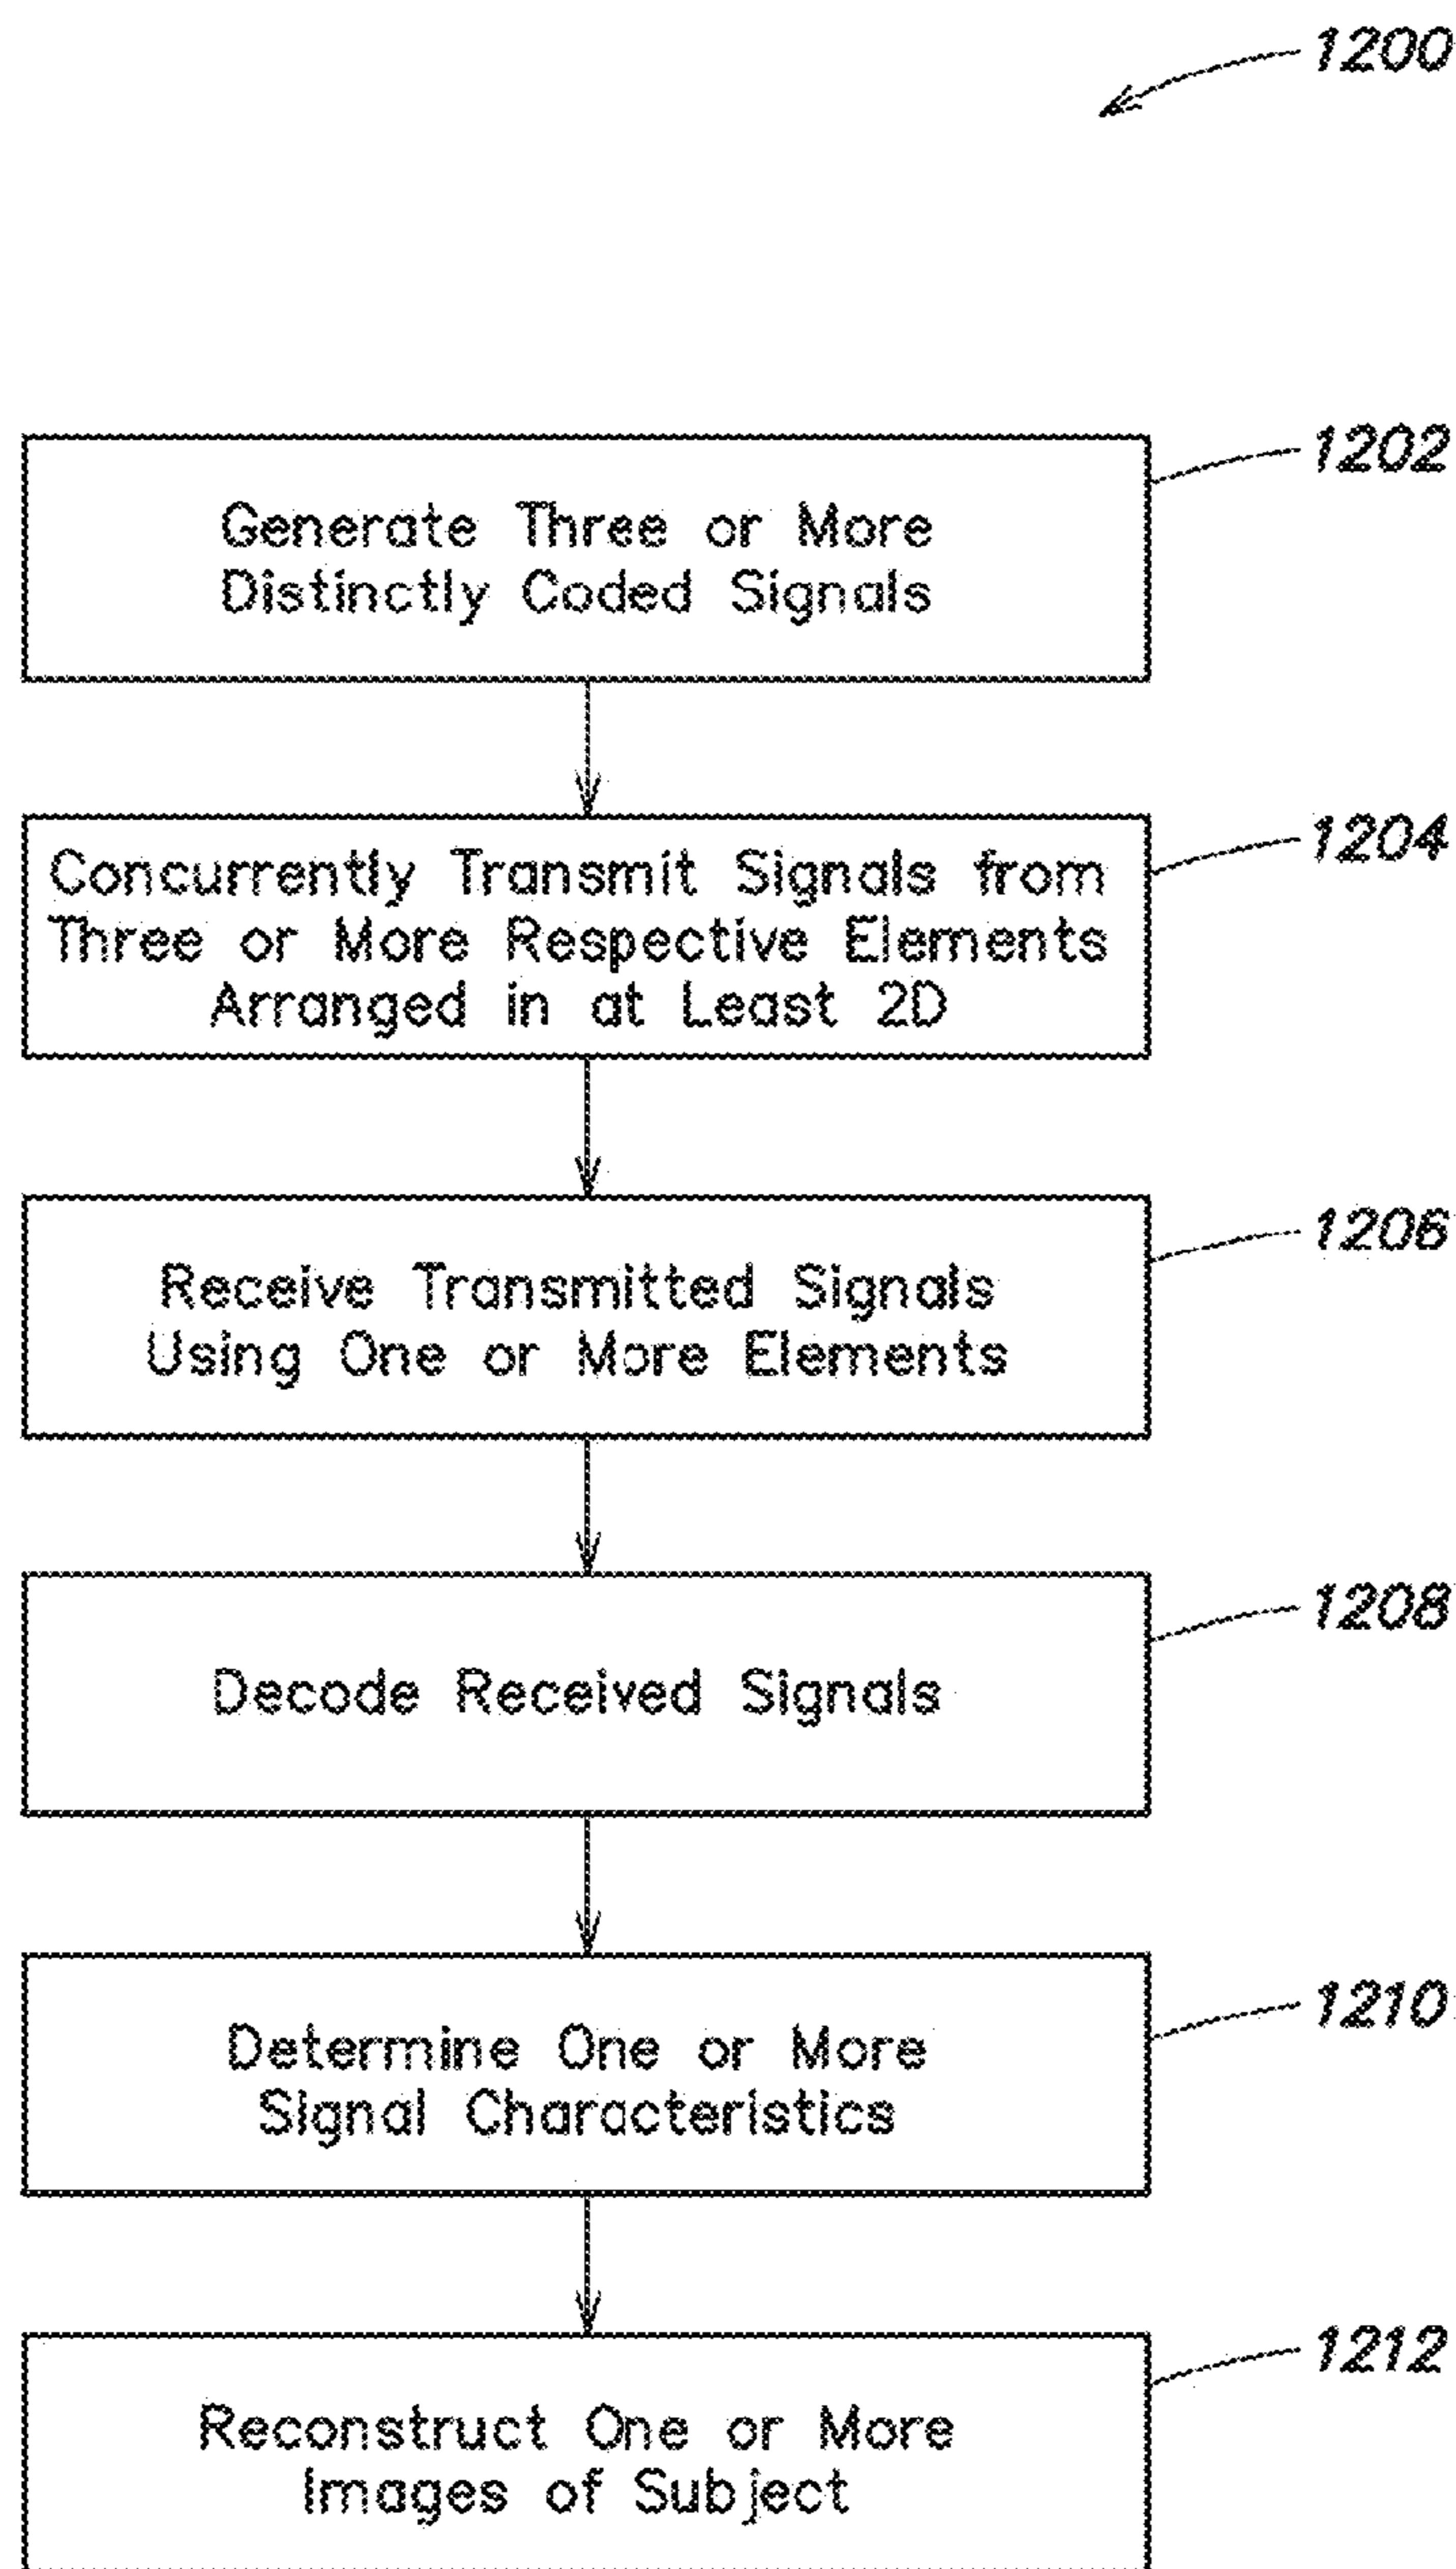 1200
1202
Generate Three or More
Distinctly Coded Signals
1204
Concurrently Transmit Signals from
Three or More Respective Elements
Arranged in at Least 2D
1206
Receive Transmitted Signals
Using One or More Elements
1208
Decode Received Signals
1210
Determine One or More
Signal Characteristics
1212
Reconstruct One or More
Images of Subject